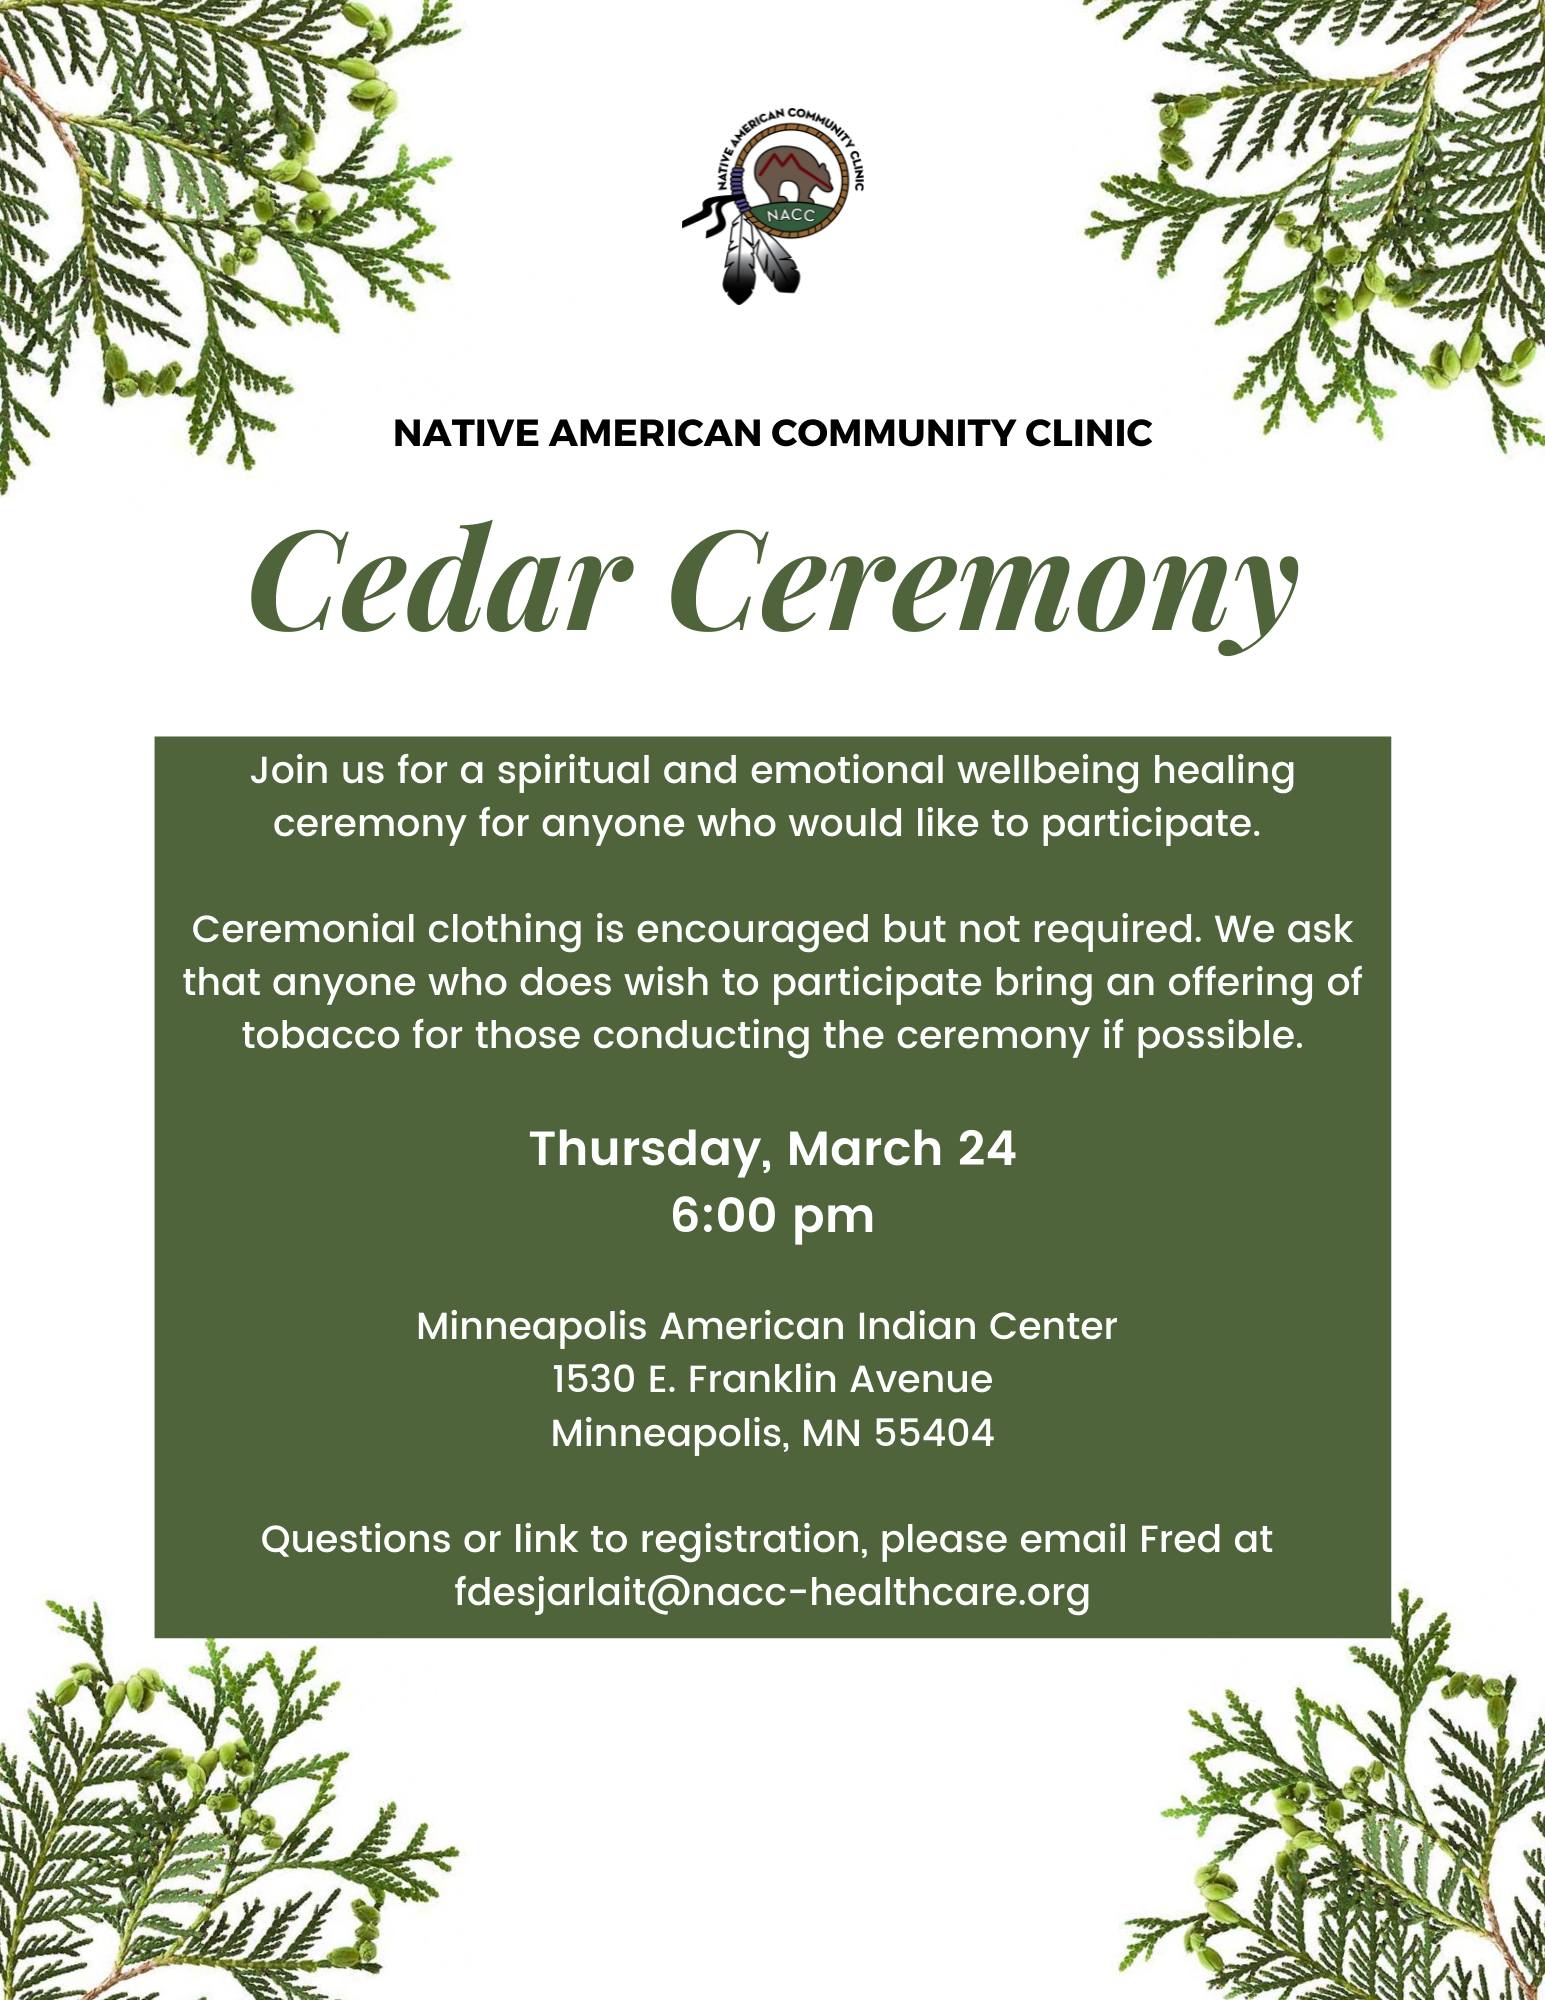 NATIVE AMERICAN COMMUNITY CLINIC
NACC
NATIVE AMERICAN COMMUNITY CLINIC
Cedar Ceremony
Join us for a spiritual and emotional wellbeing healing
ceremony for anyone who would like to participate.
Ceremonial clothing is encouraged but not required. We ask
that anyone who does wish to participate bring an offering of
tobacco for those conducting the ceremony if possible.
Thursday, March 24
6:00 pm
Minneapolis American Indian Center
1530 E. Franklin Avenue
Minneapolis, MN 55404
Questions or link to registration, please email Fred at
fdesjarlait@nacc-healthcare.org